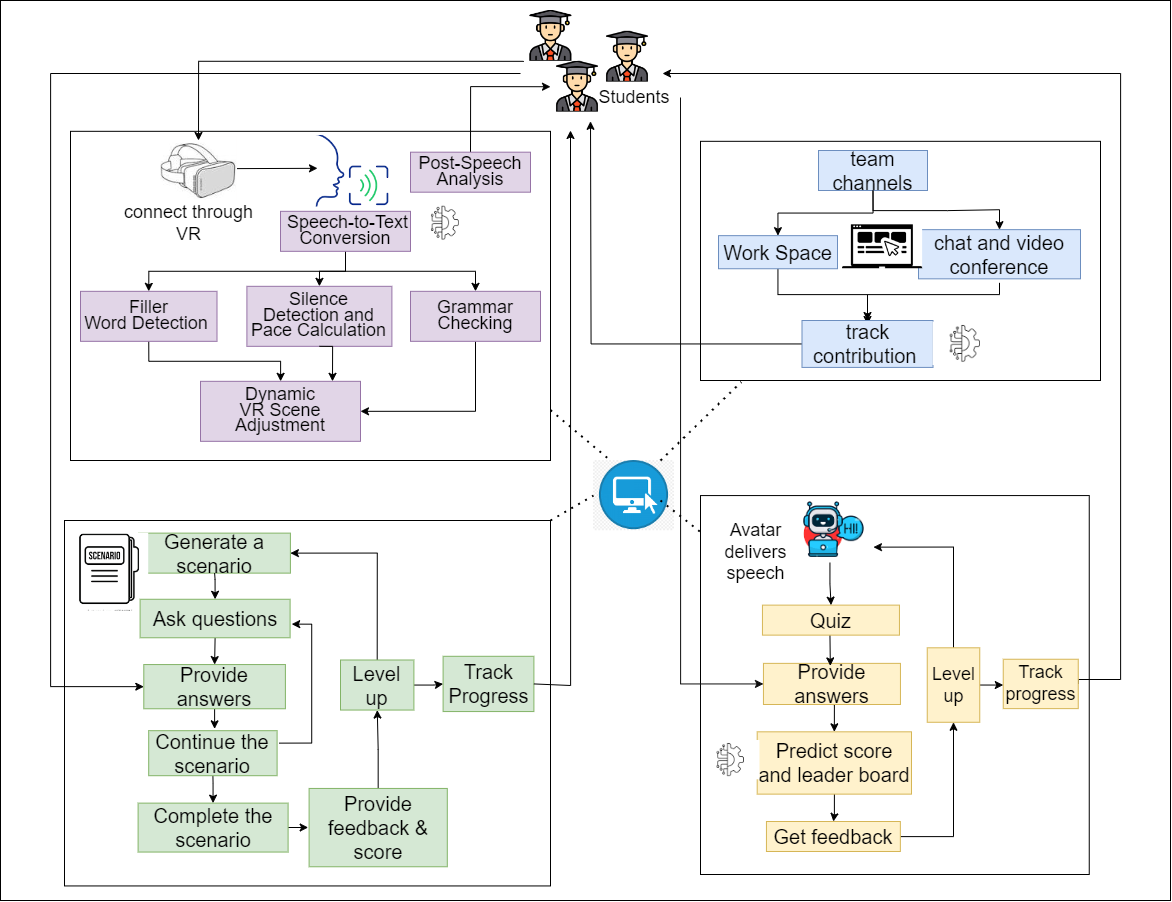 Students
connect through
VR
Speech-to-Text
Conversion
Post-Speech
Analysis
Filler
Word Detection
Silence
Detection and
Pace Calculation
Grammar
Checking
Dynamic
VR Scene
Adjustment
team
channels
Work Space
chat and video
conference
track
contribution
SCENARIO
Generate a
scenario
Ask questions
Provide
answers
Continue the
scenario
Complete the
scenario
Provide
feedback &
score
Level
up
Track
Progress
Avatar
delivers
speech
HI!
Quiz
Provide
answers
Predict score
and leader board
Get feedback
Level
up
Track
progress